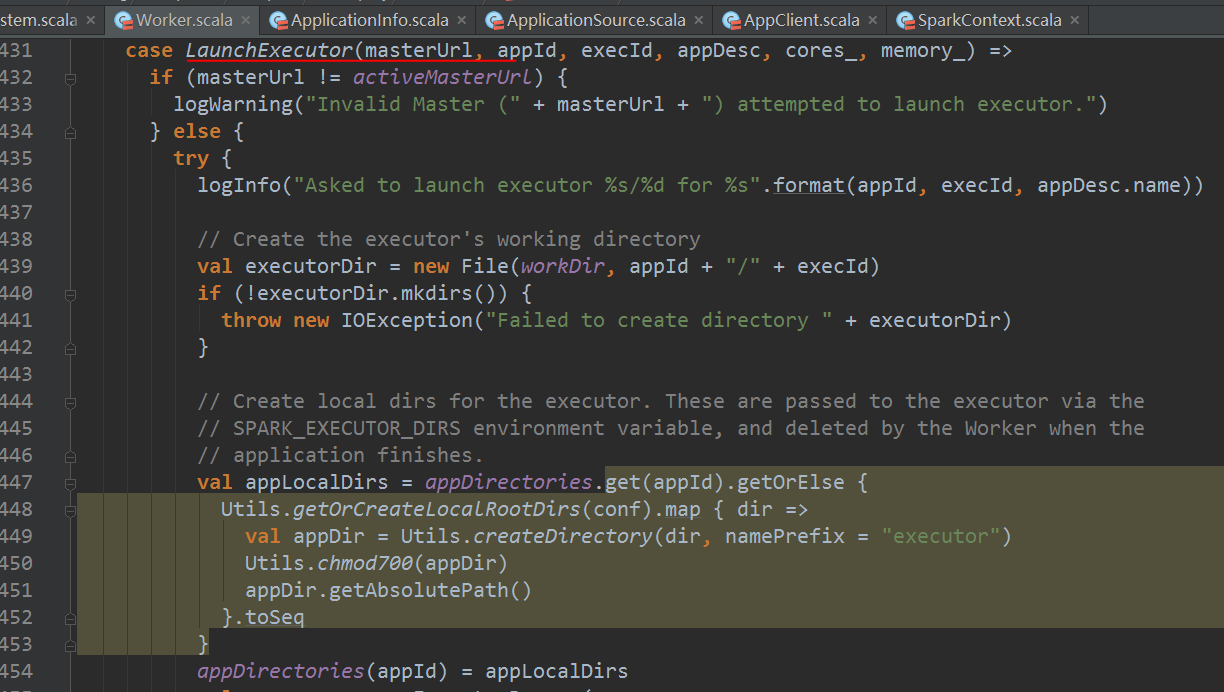 stem.scala × Worker.scala × ApplicationInfo.scala × ApplicationSource.scala × AppClient.scala × SparkContext.scala ×
431 case LaunchExecutor(masterUrl, appId, execId, appDesc, cores_, memory_) =>
432 if (masterUrl != activeMasterUrl) {
433 logWarning("Invalid Master (" + masterUrl + ") attempted to launch executor.")
434 } else {
435 try {
436 logInfo("Asked to launch executor %s/%d for %s".format(appId, execId, appDesc.name))
437
438 // Create the executor's working directory
439 val executorDir = new File(workDir, appId + "/" + execId)
440 if (!executorDir.mkdirs()) {
441 throw new IOException("Failed to create directory " + executorDir)
442 }
443
444 // Create local dirs for the executor. These are passed to the executor via the
445 // SPARK_EXECUTOR_DIRS environment variable, and deleted by the Worker when the
446 // application finishes.
447 val appLocalDirs = appDirectories.get(appId).getOrElse {
448 Utils.getOrCreateLocalRootDirs(conf).map { dir =>
449 val appDir = Utils.createDirectory(dir, namePrefix = "executor")
450 Utils.chmod700(appDir)
451 appDir.getAbsolutePath()
452 }.toSeq
453 }
454 appDirectories(appId) = appLocalDirs